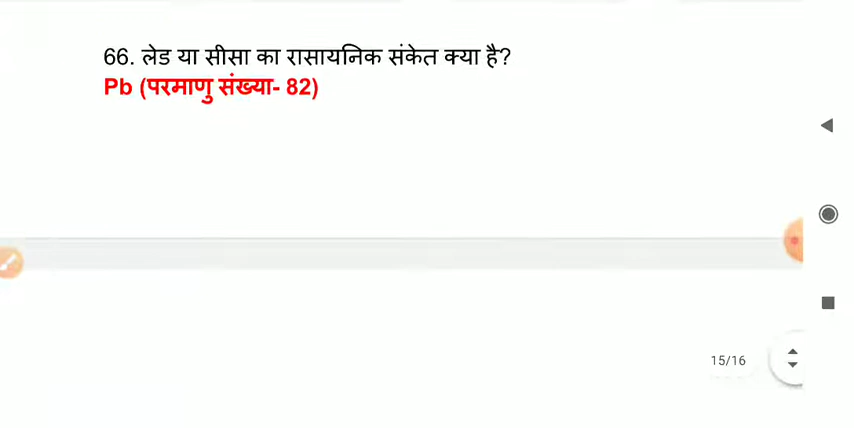 66. लेड या सीसा का रासायनिक संकेत क्या है?
Pb (परमाणु संख्या- 82)
15/16